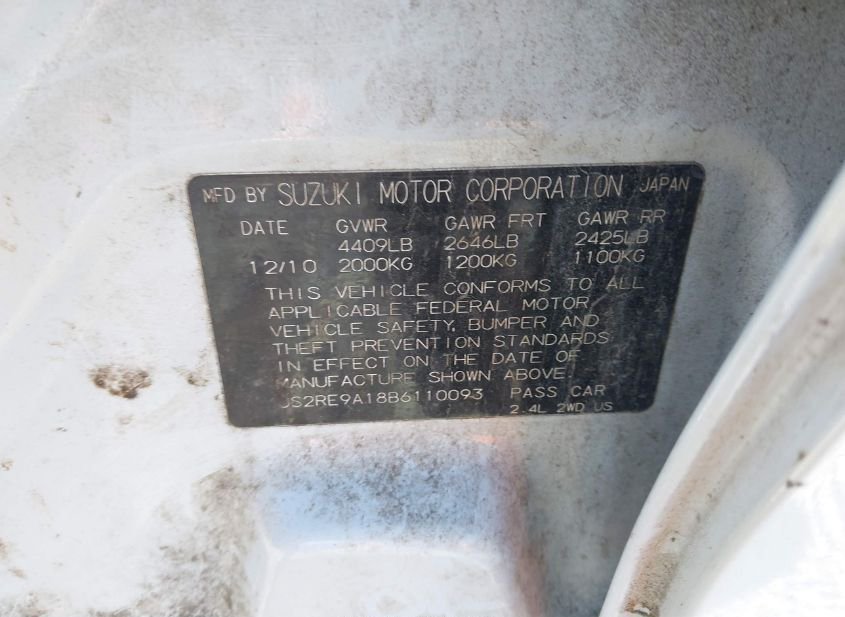 MFD BY SUZUKI MOTOR CORPORATION JAPAN
DATE GVWR GAWR FRT GAWR RR
4409LB 2646LB 2425LB
12/10 2000KG 1200KG 1100KG
THIS VEHICLE CONFORMS TO ALL
APPLICABLE FEDERAL MOTOR
VEHICLE SAFETY, BUMPER AND
THEFT PREVENTION STANDARDS
IN EFFECT ON THE DATE OF
MANUFACTURE SHOWN ABOVE
JS2RE9A18B6110093 PASS CAR
2.4L 2WD US